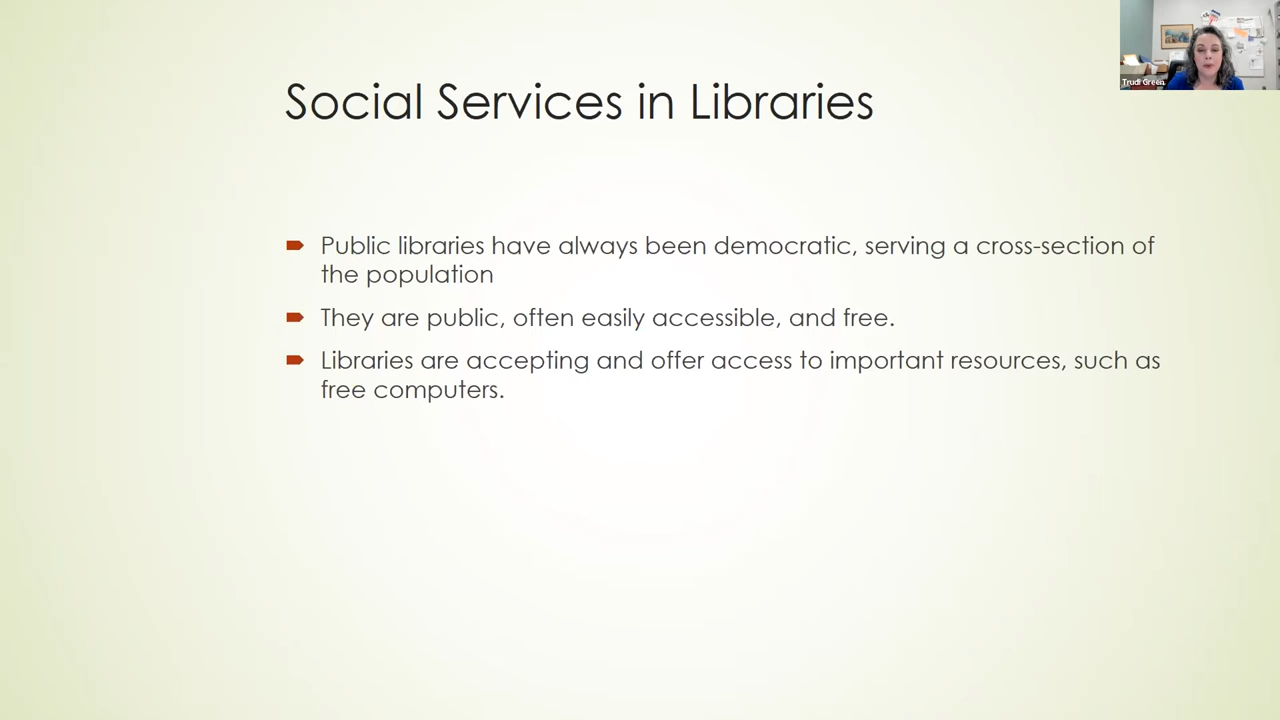 Trudi Green
Social Services in Libraries
Public libraries have always been democratic, serving a cross-section of
the population
They are public, often easily accessible, and free.
Libraries are accepting and offer access to important resources, such as
free computers.